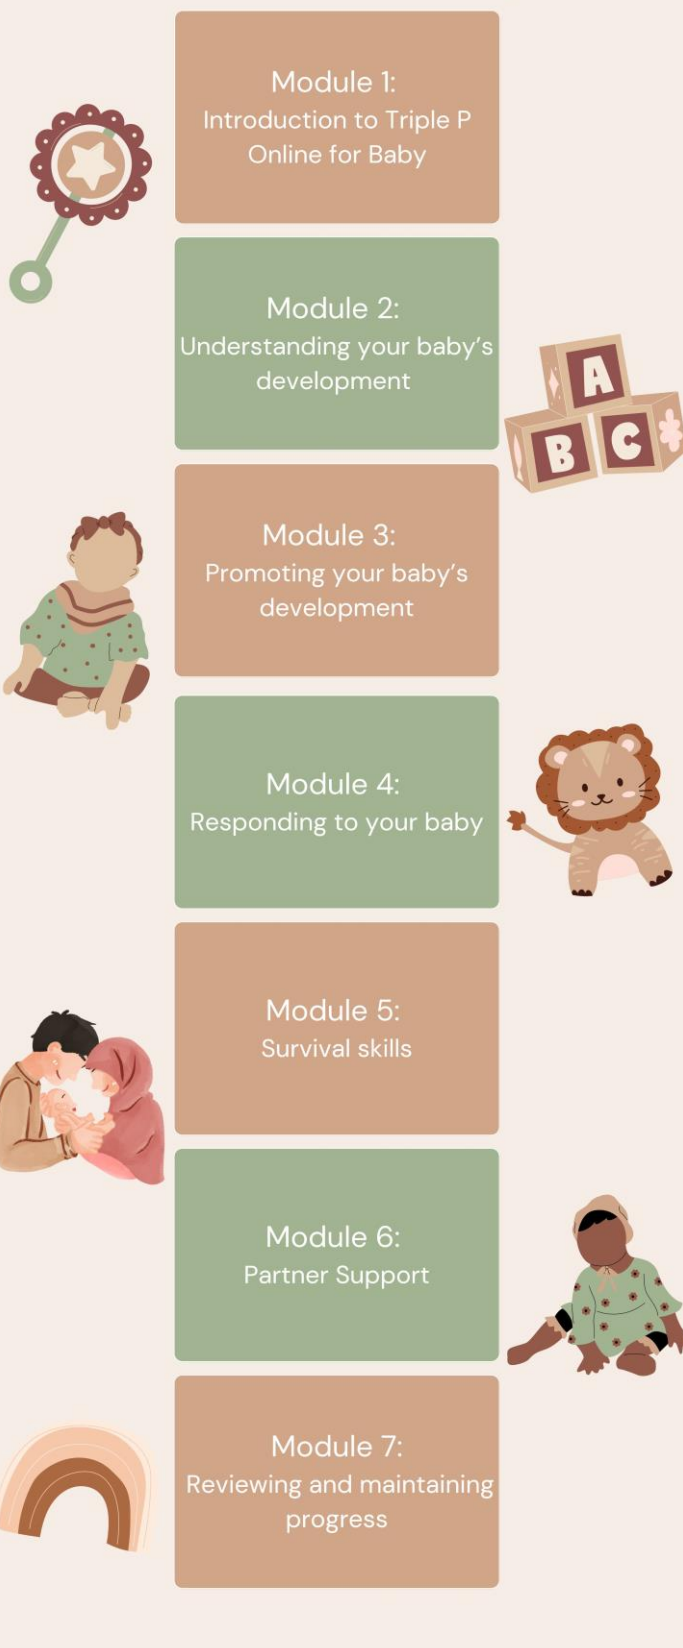 Module 1:
Introduction to Triple P
Online for Baby
Module 2:
Understanding your baby's
development
A
B C
Module 3:
Promoting your baby's
development
Module 4:
Responding to your baby
Module 5:
Survival skills
Module 6:
Partner Support
Module 7:
Reviewing and maintaining
progress